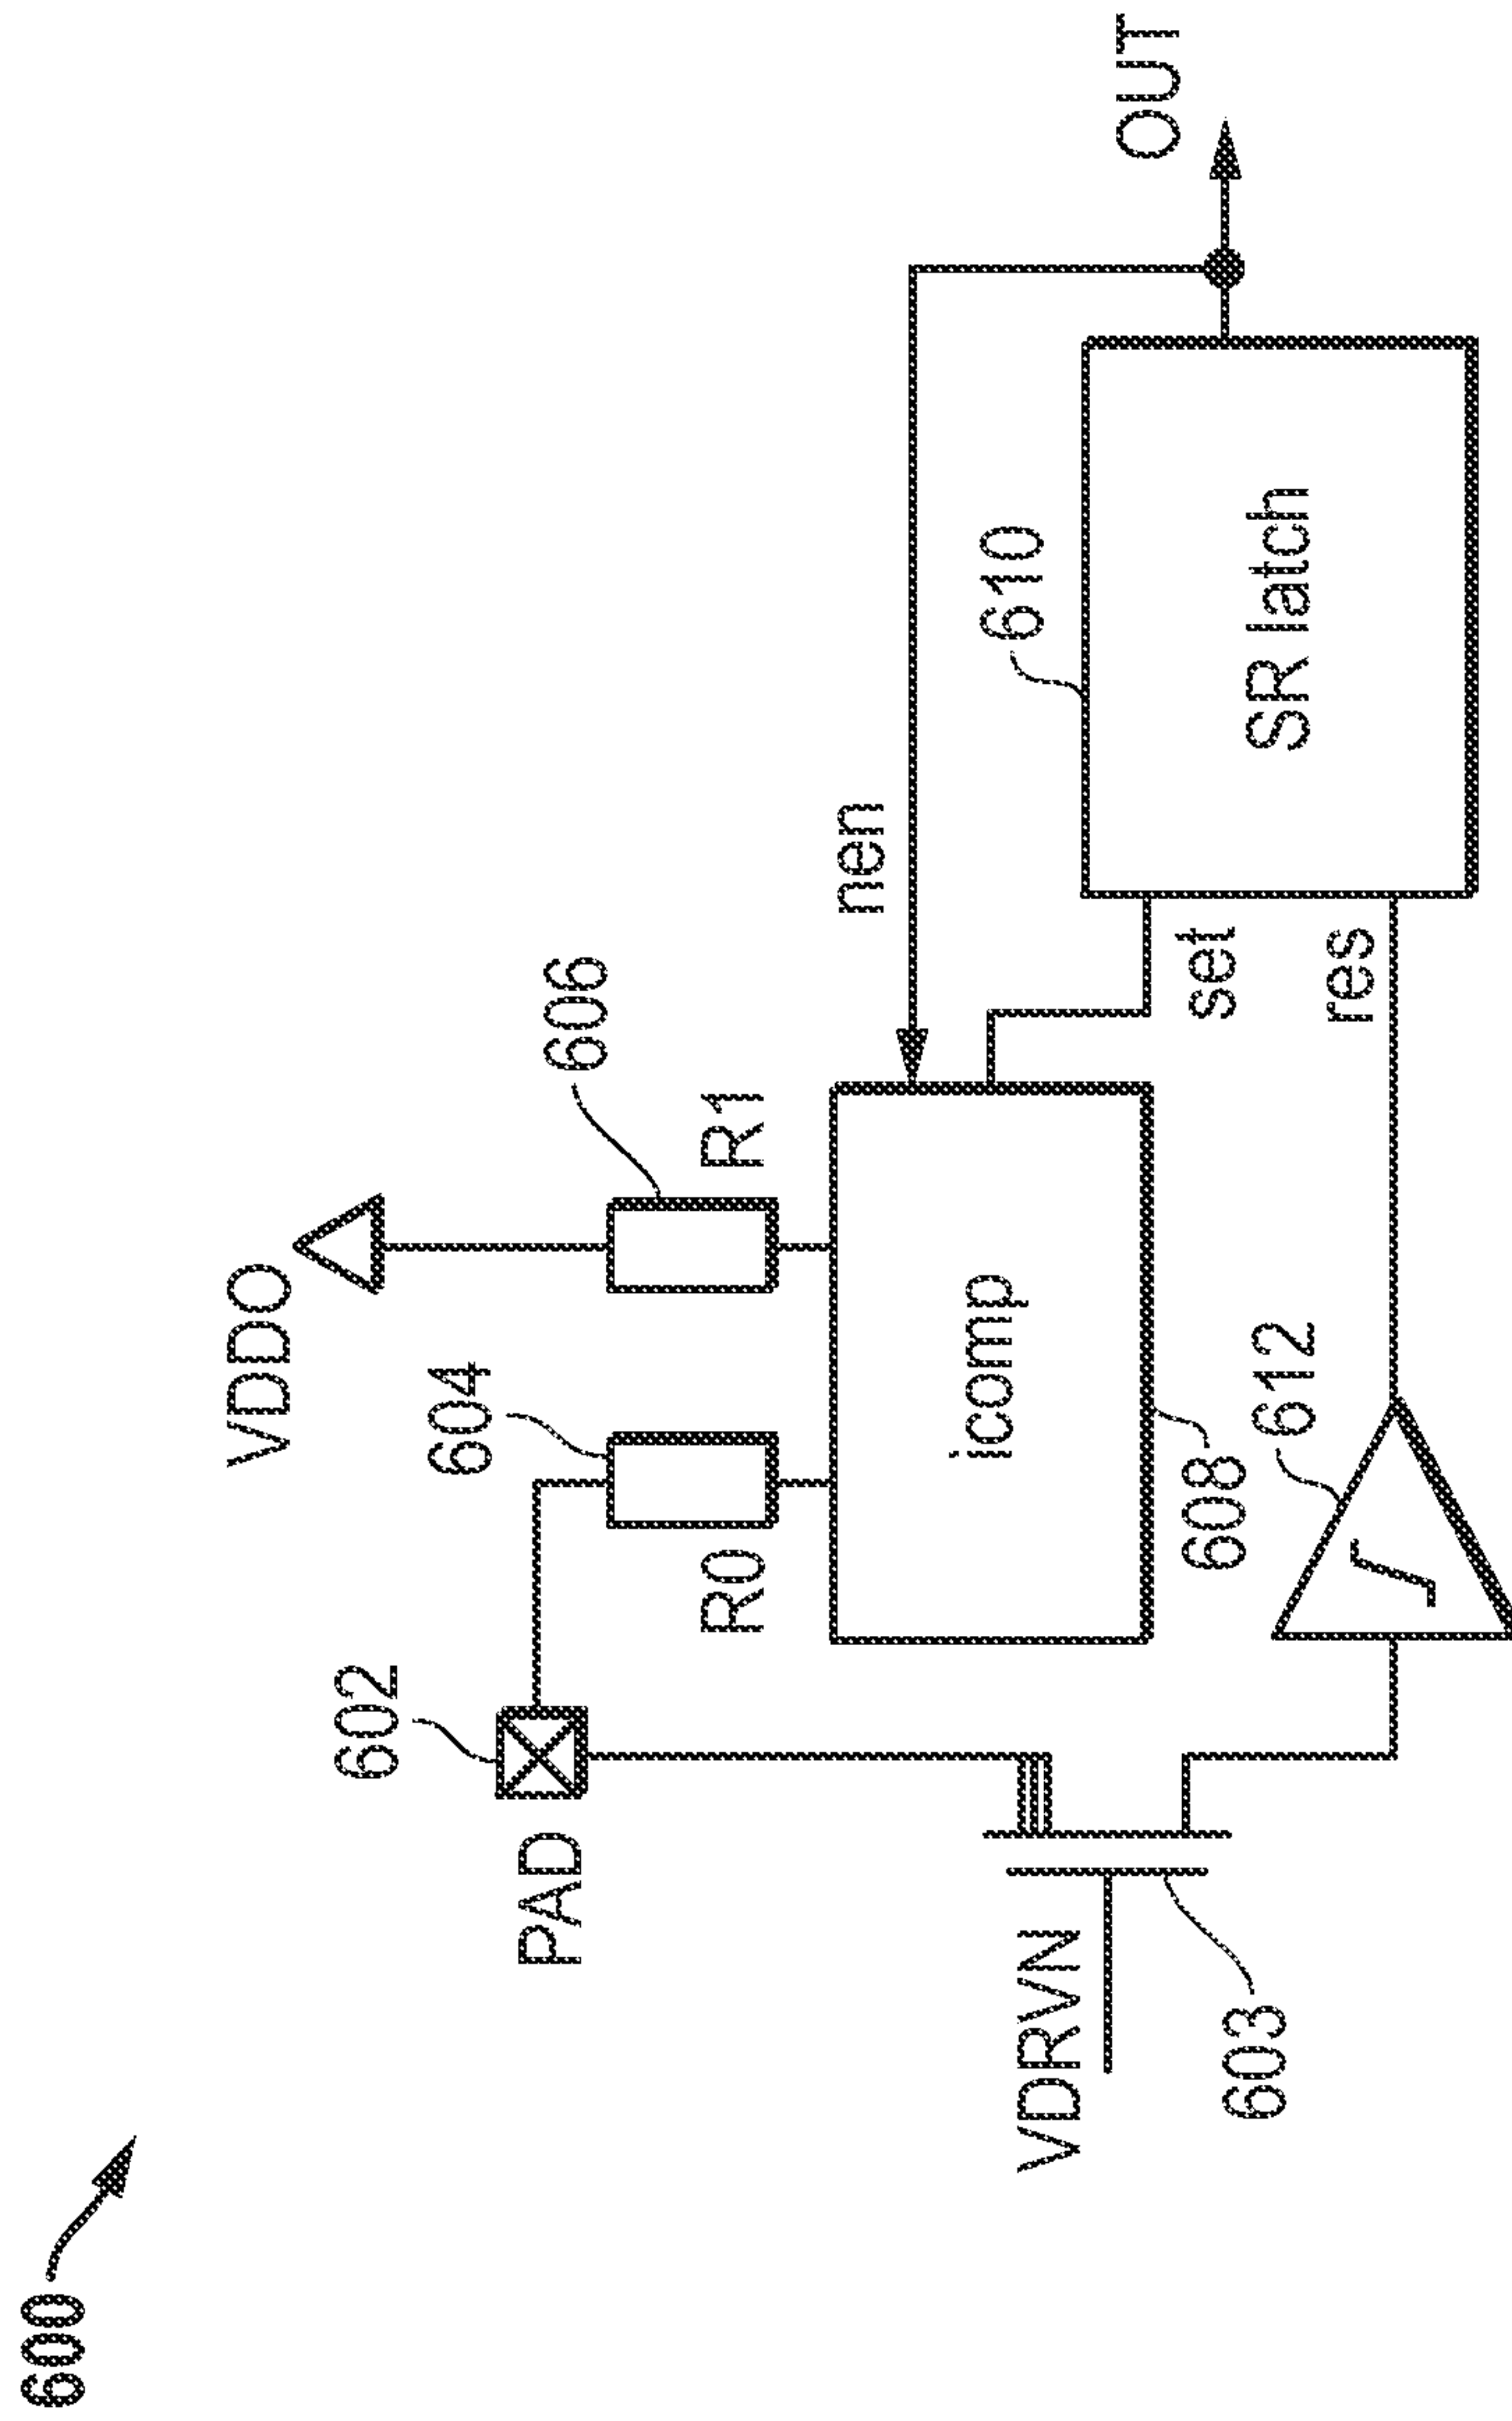 600
VDDO
602
604
606
PAD
R0
R1
nen
610
OUT
icomp
VDRVN
603
608
612
set
res
SR latch